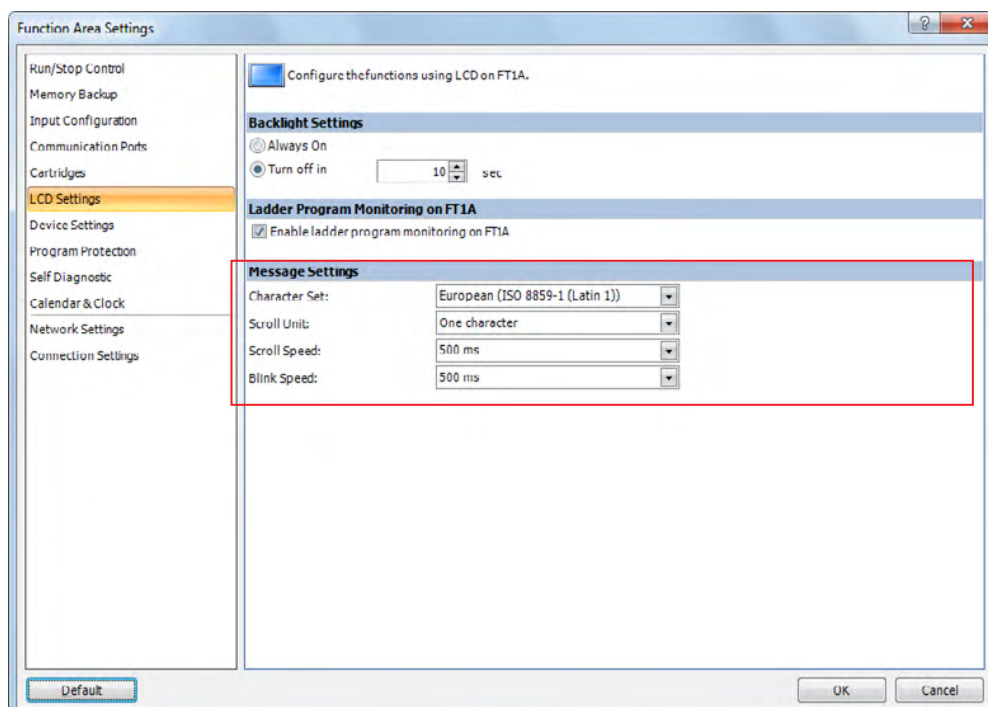 Function Area Settings
Run/Stop Control
Memory Backup
Input Configuration
Communication Ports
Cartridges
LCD Settings
Device Settings
Program Protection
Self Diagnostic
Calendar & Clock
Network Settings
Connection Settings
Configure the functions using LCD on FT1A.
Backlight Settings
Always On
Turn off in 10 sec
Ladder Program Monitoring on FT1A
Enable ladder program monitoring on FT1A
Message Settings
Character Set: European (ISO 8859-1 (Latin 1))
Scroll Unit: One character
Scroll Speed: 500 ms
Blink Speed: 500 ms
Default
OK
Cancel